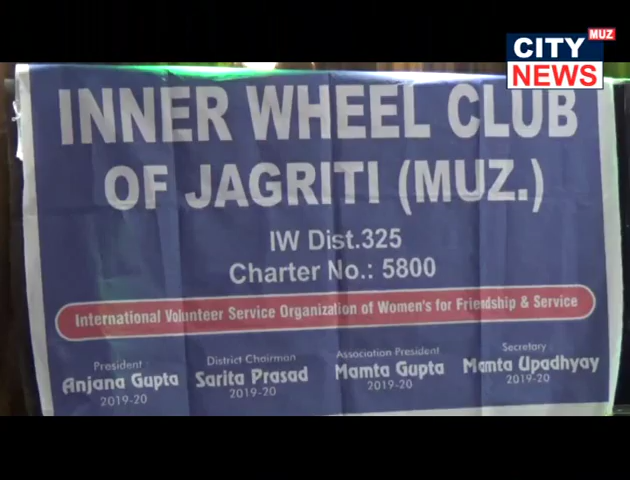 MUZ
CITY
NEWS
INNER WHEEL CLUB
OF JAGRITI (MUZ.)
IW Dist.325
Charter No.: 5800
International Volunteer Service Organization of Women's for Friendship & Service
President
Anjana Gupta
2019-20
District Chairman
Sarita Prasad
2019-20
Association President
Mamta Gupta
2019-20
Secretary
Mamta Upadhyay
2019-20